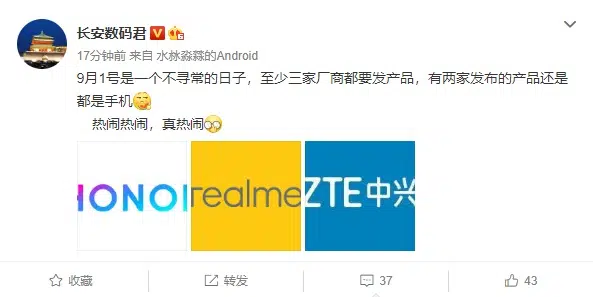 长安数码君
17分钟前 来自 水沝淼㵘的Android
9月1号是一个不寻常的日子，至少三家厂商都要发产品，有两家发布的产品还是
都是手机
热闹热闹，真热闹
HONOR realme ZTE中兴
收藏 转发 37 43